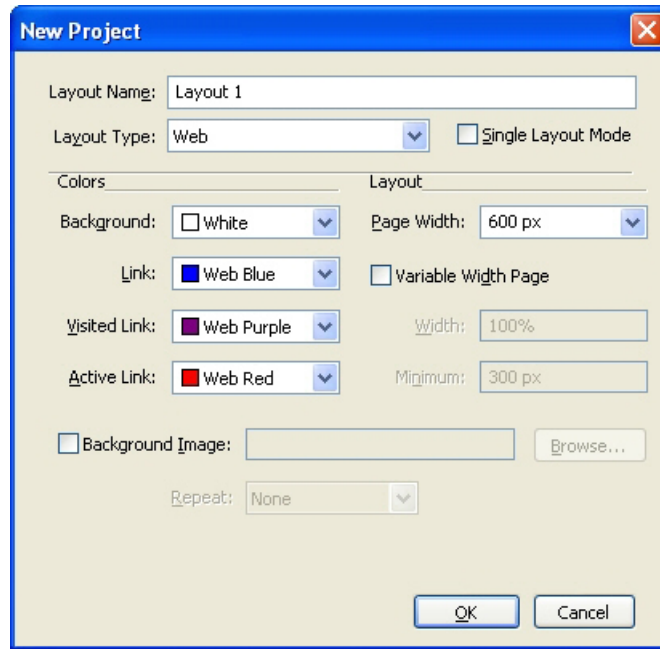 New Project
Layout Name: Layout 1
Layout Type: Web Single Layout Mode
Colors Layout
Background: White Page Width: 600 px
Link: Web Blue Variable Width Page
Visited Link: Web Purple Width: 100%
Active Link: Web Red Minimum: 300 px
Background Image: Browse...
Repeat: None
OK Cancel